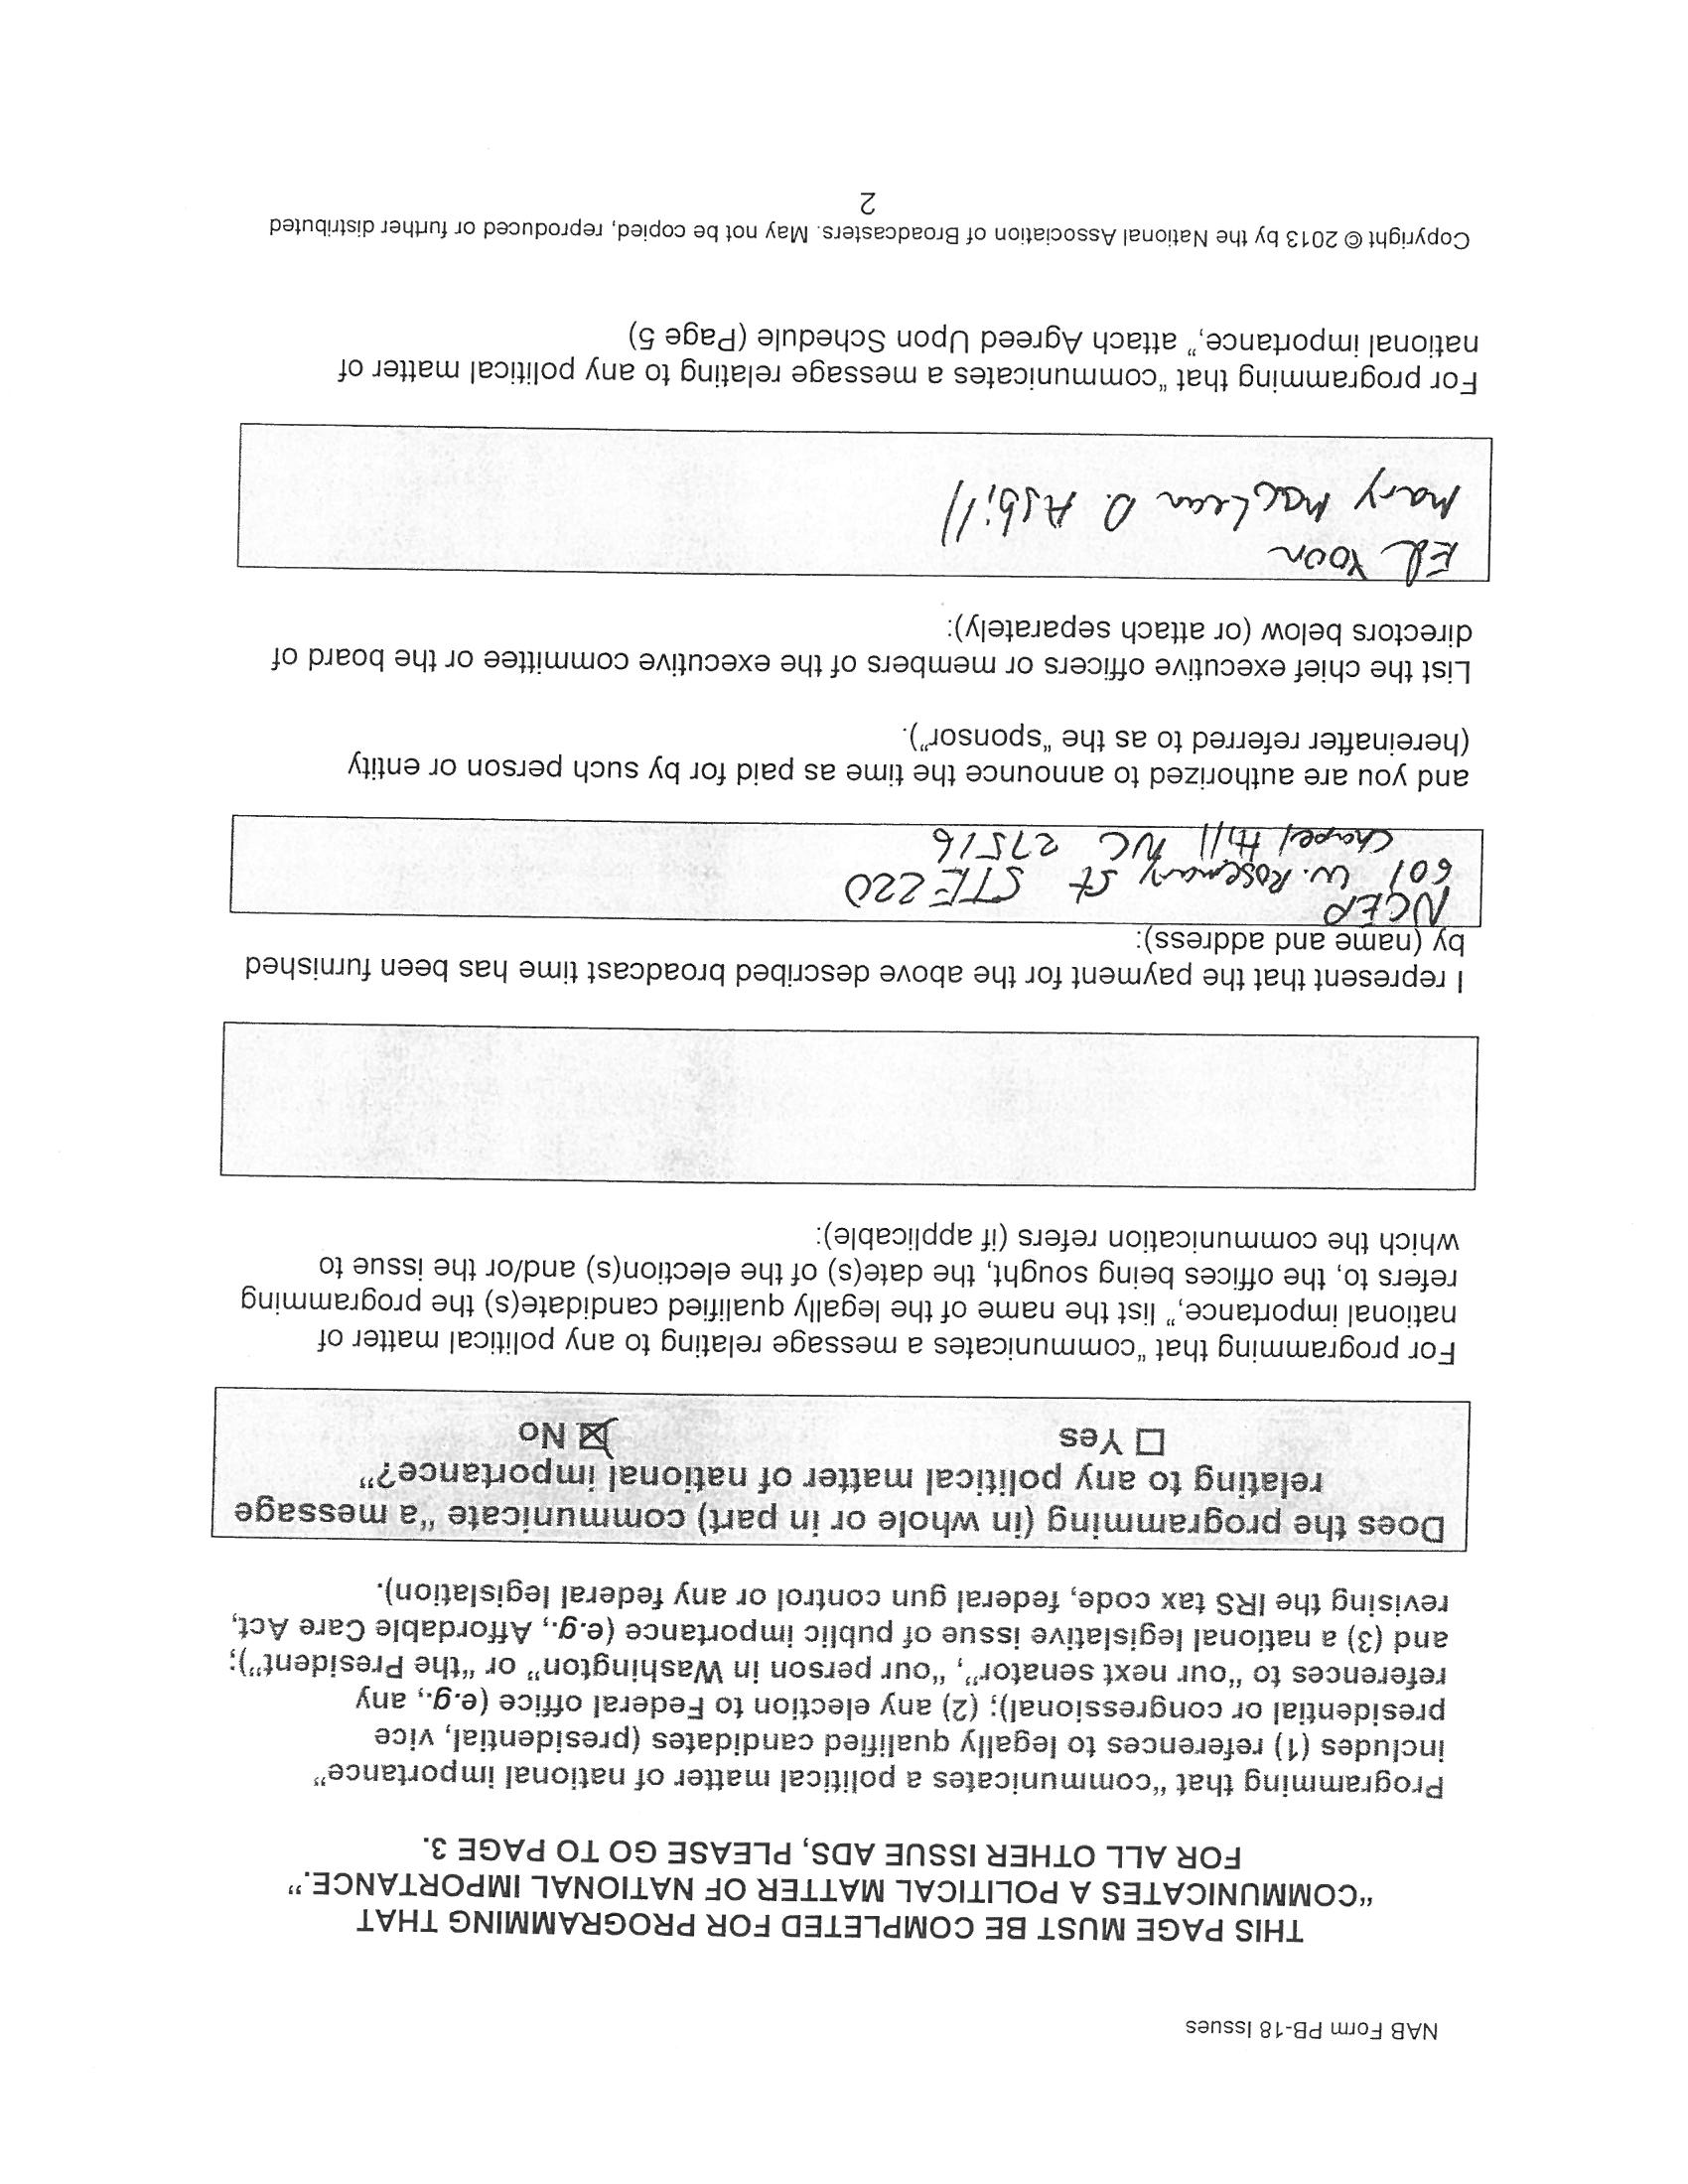 NAB Form PB-18 Issues
THIS PAGE MUST BE COMPLETED FOR PROGRAMMING THAT
“COMMUNICATES A POLITICAL MATTER OF NATIONAL IMPORTANCE.”
FOR ALL OTHER ISSUE ADS, PLEASE GO TO PAGE 3.
Programming that “communicates a political matter of national importance”
includes (1) references to legally qualified candidates (presidential, vice
presidential or congressional); (2) any election to Federal office (e.g., any
references to “our next senator”, “our person in Washington” or “the President”);
and (3) a national legislative issue of public importance (e.g., Affordable Care Act,
revising the IRS tax code, federal gun control or any federal legislation).
Does the programming (in whole or in part) communicate “a message
relating to any political matter of national importance?”
☐ Yes ☒ No
For programming that “communicates a message relating to any political matter of
national importance,” list the name of the legally qualified candidate(s) the programming
refers to, the offices being sought, the date(s) of the election(s) and/or the issue to
which the communication refers (if applicable):
I represent that the payment for the above described broadcast time has been furnished
by (name and address):
NCEP
601 W. Rosemary St STE 220
Chapel Hill NC 27516
and you are authorized to announce the time as paid for by such person or entity
(hereinafter referred to as the “sponsor”).
List the chief executive officers or members of the executive committee or the board of
directors below (or attach separately):
Ed Yoon
Mary MacLean D. Asbill
For programming that “communicates a message relating to any political matter of
national importance,” attach Agreed Upon Schedule (Page 5)
Copyright © 2013 by the National Association of Broadcasters. May not be copied, reproduced or further distributed
2